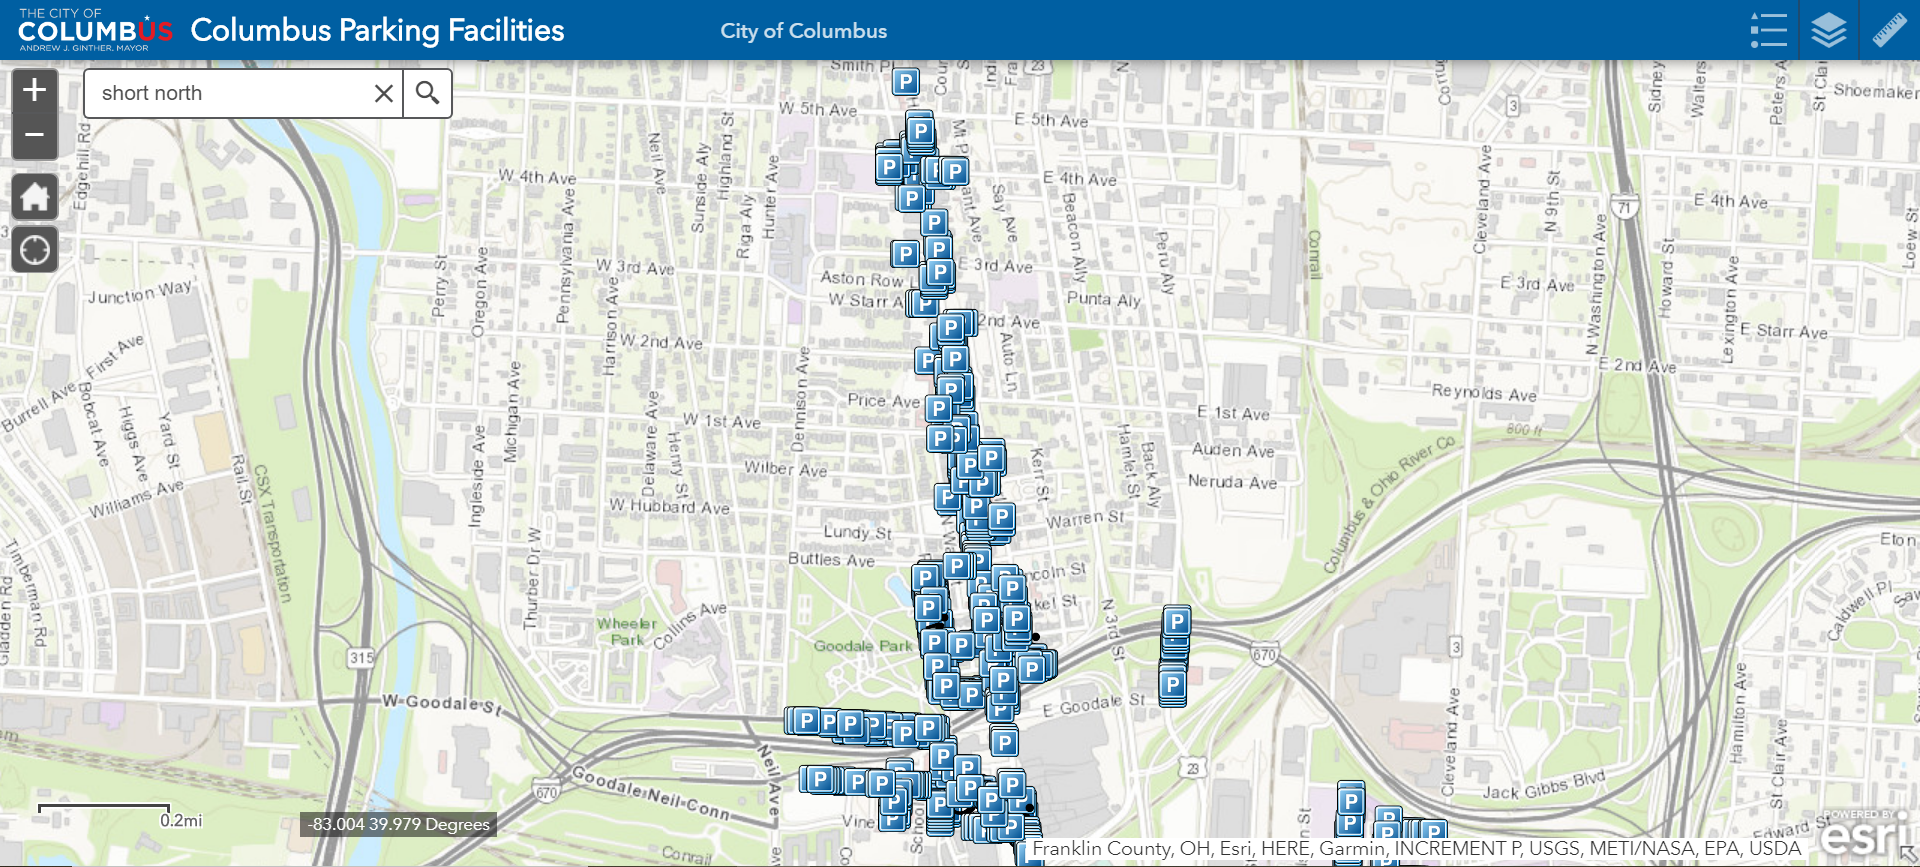 THE CITY OF
COLUMBUS
ANDREW J. GINTHER, MAYOR
Columbus Parking Facilities
City of Columbus
short north
Smith Pl
W 5th Ave
E 5th Ave
23
3
Shoemaker
Sidney
Walters
Peters A
St Clai
Edgehill Rd
Neil Ave
Sunside Aly
Highland St
Hunter Ave
Riga Aly
W 4th Ave
E 4th Ave
E 4th Ave
Say Ave
Beacon Ally
Peru Aly
Conrail
Cleveland Ave
N 9th St
71
N Washington Ave
Howard St
Loew St
Pennsylvania Ave
W 3rd Ave
E 3rd Ave
E 3rd Ave
Aston Row
W Starr A
Punta Aly
Junction Way
Perry St
Oregon Ave
Harrison Ave
2nd Ave
W 2nd Ave
E 2nd Ave
E Starr Ave
Lexington Ave
Auto Ln
First Ave
Burrell Ave
Bobcat Ave
Higgs Ave
Yard St
Michigan Ave
Dennison Ave
Price Ave
W 1st Ave
E 1st Ave
Reynolds Ave
800 ft
Columbus & Ohio River Co
Delaware Ave
Henry St
Ingleside Ave
Wilber Ave
Auden Ave
Neruda Ave
Hamlet St
Back Aly
Kerr St
Rail St
CSX Transportation
Williams Ave
W Hubbard Ave
Warren St
Lundy St
Buttles Ave
Eton
Timberman Rd
Gladden Rd
Thurber Dr W
Wheeler
Park
Collins Ave
Goodale Park
N 3rd St
Caldwell Pl
315
670
3
W Goodale St
E Goodale St
Hamilton Ave
Cleveland Ave
23
Neil Ave
Goodale Neil-Conn
670
Jack Gibbs Blvd
St Clair Ave
0.2mi
-83.004 39.979 Degrees
Vine
Schoo
Conrail
Edward St
POWERED BY
esri
Franklin County, OH, Esri, HERE, Garmin, INCREMENT P, USGS, METI/NASA, EPA, USDA